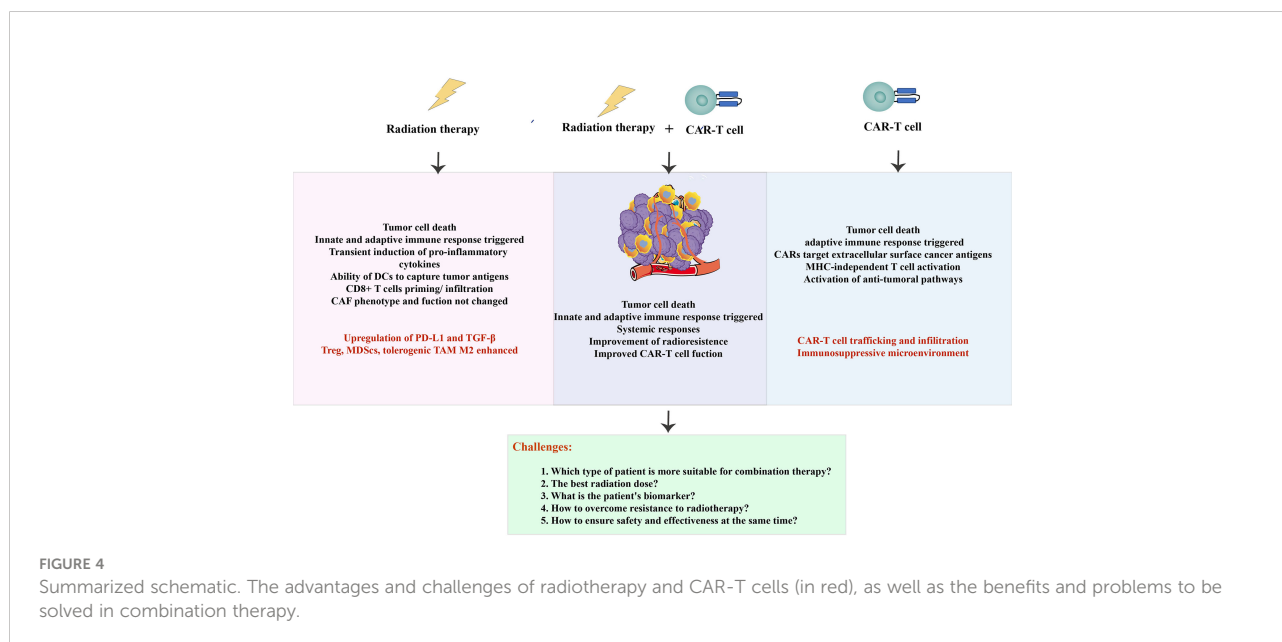 Radiation therapy
Radiation therapy + CAR-T cell
CAR-T cell
Tumor cell death
Innate and adaptive immune response triggered
Transient induction of pro-inflammatory
cytokines
Ability of DCs to capture tumor antigens
CD8+ T cells priming/ infiltration
CAF phenotype and fuction not changed
Upregulation of PD-L1 and TGF-β
Treg, MDScs, tolerogenic TAM M2 enhanced
Tumor cell death
Innate and adaptive immune response triggered
Systemic responses
Improvement of radioresistence
Improved CAR-T cell fuction
Tumor cell death
adaptive immune response triggered
CARs target extracellular surface cancer antigens
MHC-independent T cell activation
Activation of anti-tumoral pathways
CAR-T cell trafficking and infiltration
Immunosuppressive microenvironment
Challenges:
1. Which type of patient is more suitable for combination therapy?
2. The best radiation dose?
3. What is the patient's biomarker?
4. How to overcome resistance to radiotherapy?
5. How to ensure safety and effectiveness at the same time?
FIGURE 4
Summarized schematic. The advantages and challenges of radiotherapy and CAR-T cells (in red), as well as the benefits and problems to be
solved in combination therapy.